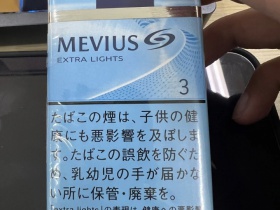 MEVIUS
EXTRA LIGHTS
3
たばこの煙は、子供の健
康にも悪影響を及ぼしま
す。たばこの誤飲を防ぐため
、乳幼児の手が届かな
い所に保管・廃棄を。